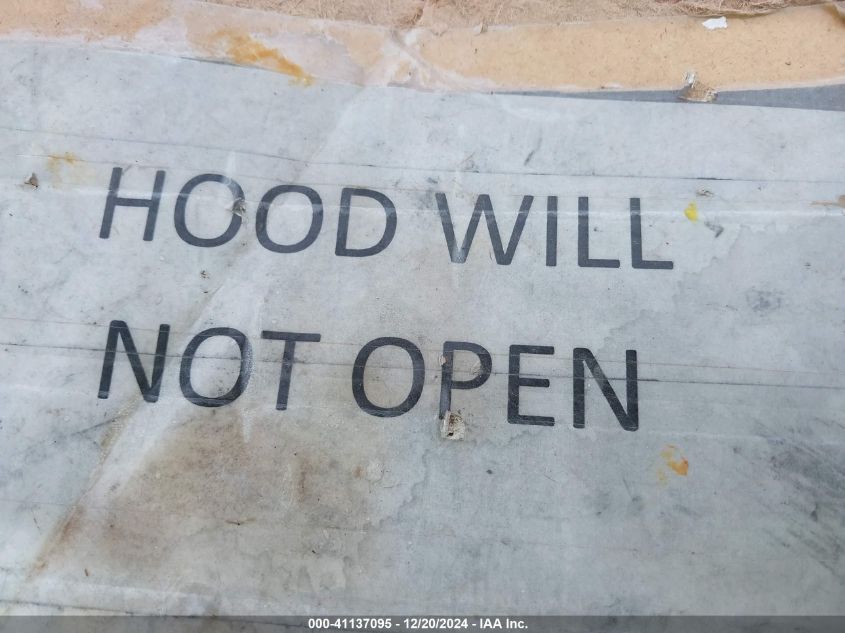 HOOD WILL
NOT OPEN
000-41137095 • 12/20/2024 - IAA Inc.